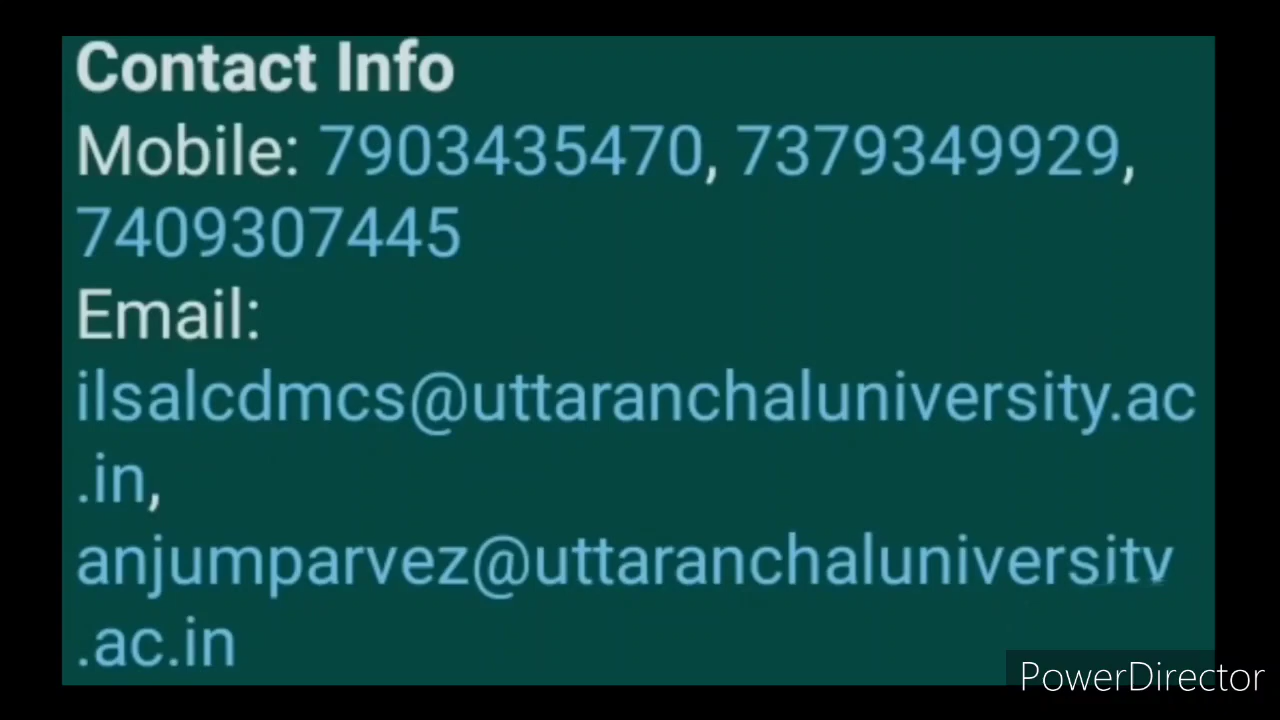 Contact Info
Mobile: 7903435470, 7379349929,
7409307445
Email:
ilsalcdmcs@uttaranchaluniversity.ac
.in,
anjumparvez@uttaranchaluniversity
.ac.in
PowerDirector